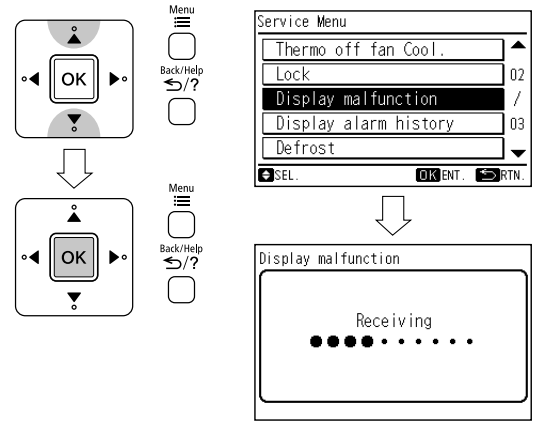 Menu
OK
Back/Help
/?
Service Menu
Thermo off fan Cool.
Lock
Display malfunction
Display alarm history
Defrost
02
/
03
SEL.
OK ENT.
RTN.
Menu
OK
Back/Help
/?
Display malfunction
Receiving